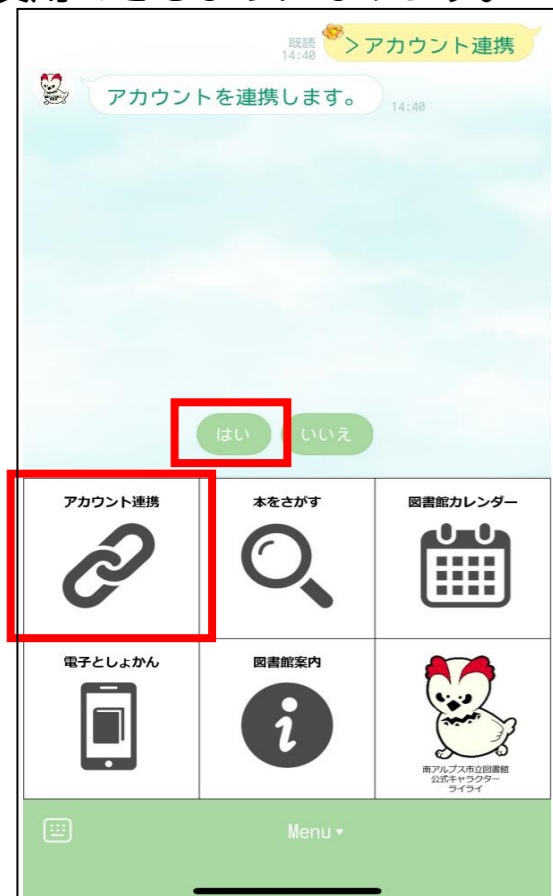 既読
14:40
＞アカウント連携
アカウントを連携します。
14:40
はい
いいえ
アカウント連携
本をさがす
図書館カレンダー
電子としょかん
図書館案内
南アルプス市立図書館
公式キャラクター
ライライ
Menu▾